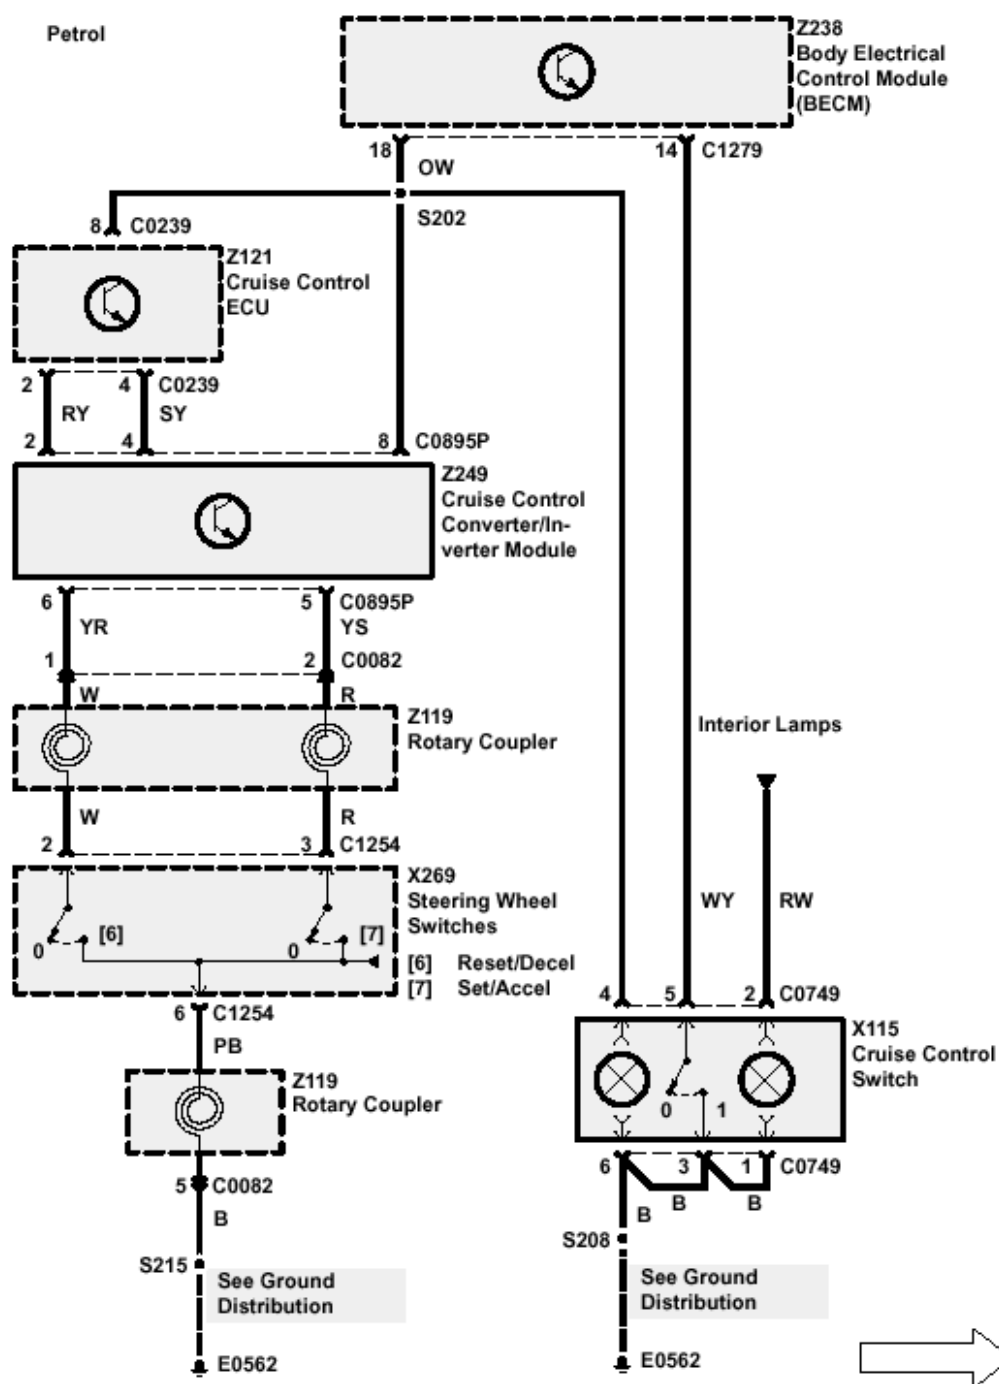 Petrol
Z238
Body Electrical
Control Module
(BECM)
18
14
C1279
OW
S202
8
C0239
Z121
Cruise Control
ECU
2
4
C0239
RY
SY
2
4
8
C0895P
Z249
Cruise Control
Converter/In-
verter Module
6
5
C0895P
YR
YS
1
2
C0082
W
R
Z119
Rotary Coupler
Interior Lamps
W
R
2
3
C1254
X269
Steering Wheel
Switches
WY
RW
0
[6]
0
[7]
[6] Reset/Decel
[7] Set/Accel
4
5
2
C0749
6
C1254
PB
X115
Cruise Control
Switch
0
1
Z119
Rotary Coupler
6
3
1
C0749
5
C0082
B
B
B
B
S215
S208
See Ground
Distribution
See Ground
Distribution
E0562
E0562